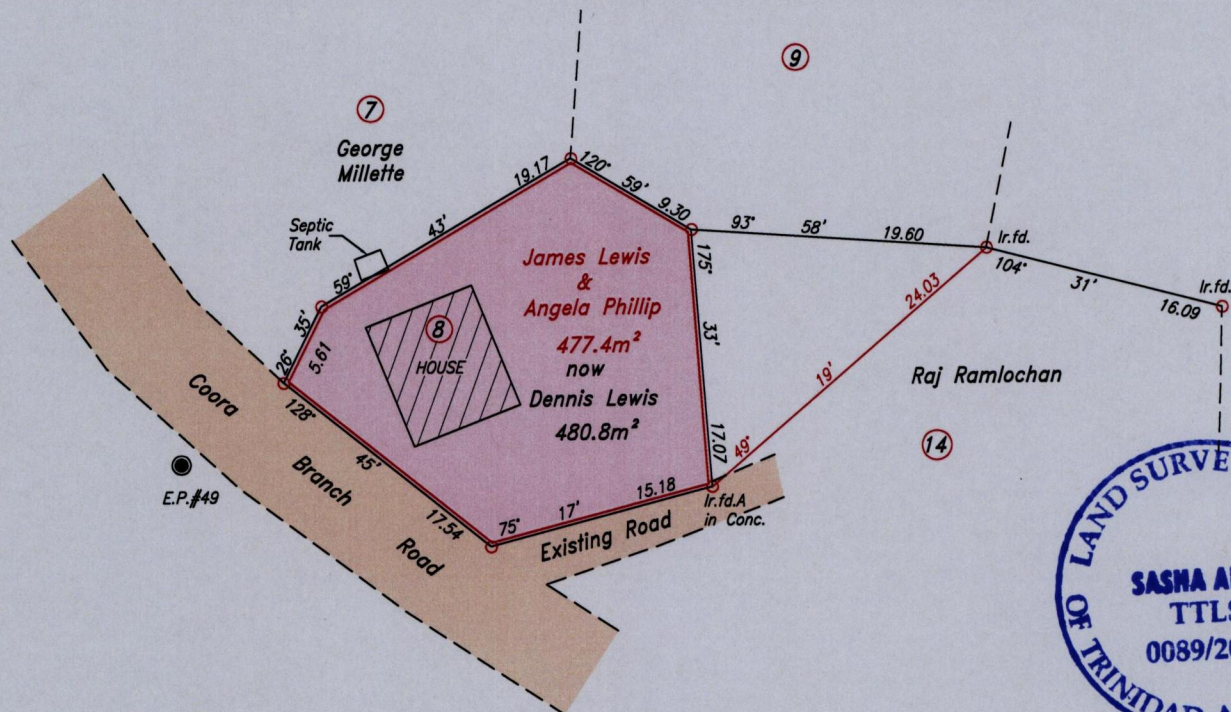 9
7
George
Millette
Septic
Tank
59° 43' 19.17
120° 59' 9.30
93° 58' 19.60
Ir.fd.
104° 31' 16.09
Ir.fd.
26° 35' 5.61
James Lewis
&
Angela Phillip
477.4m²
now
Dennis Lewis
480.8m²
8
HOUSE
175° 33' 17.07
49° 19' 24.03
Raj Ramlochan
14
128° 45' 17.54
75° 17' 15.18
Ir.fd.A
in Conc.
Coora
Branch
Road
Existing Road
E.P.#49
LAND SURVE
OF TRINIDAD
SASHA
TTLS
0089/20